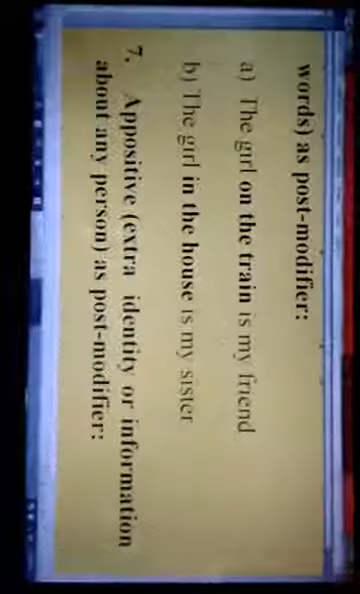 words) as post-modifier:
a) The girl on the train is my friend
b) The girl in the house is my sister
7. Appositive (extra identity or information
about any person) as post-modifier: